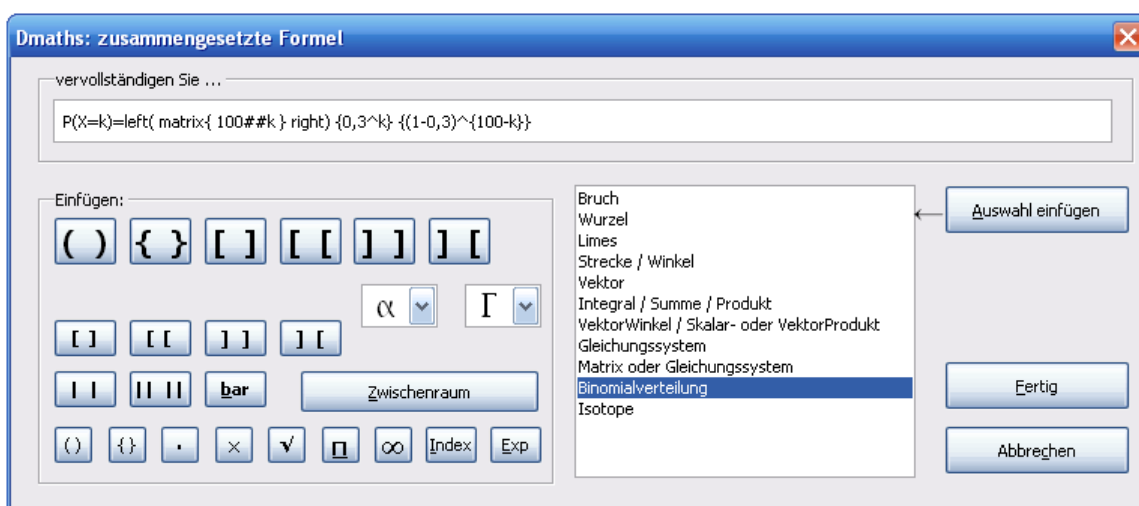 Dmaths: zusammengesetzte Formel
vervollständigen Sie ...
P(X=k)=left( matrix{ 100##k } right) {0,3^k} {(1-0,3)^{100-k}}
Einfügen:
( ) { } [ ] [ [ ] ] ] [
α Γ
[ ] [ [ ] ] ] [
| | || || bar Zwischenraum
() {} · × √ ∏ ∞ Index Exp
Bruch
Wurzel
Limes
Strecke / Winkel
Vektor
Integral / Summe / Produkt
VektorWinkel / Skalar- oder VektorProdukt
Gleichungssystem
Matrix oder Gleichungssystem
Binomialverteilung
Isotope
← Auswahl einfügen
Fertig
Abbrechen